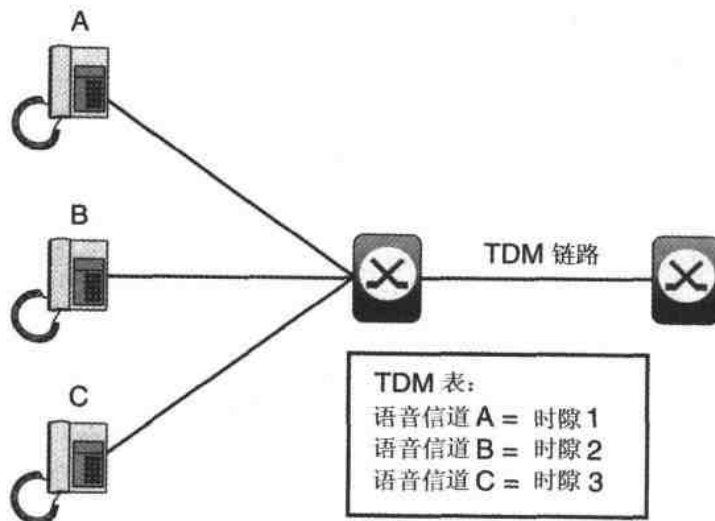 A
B
TDM 链路
C
TDM 表:
语音信道 A = 时隙 1
语音信道 B = 时隙 2
语音信道 C = 时隙 3